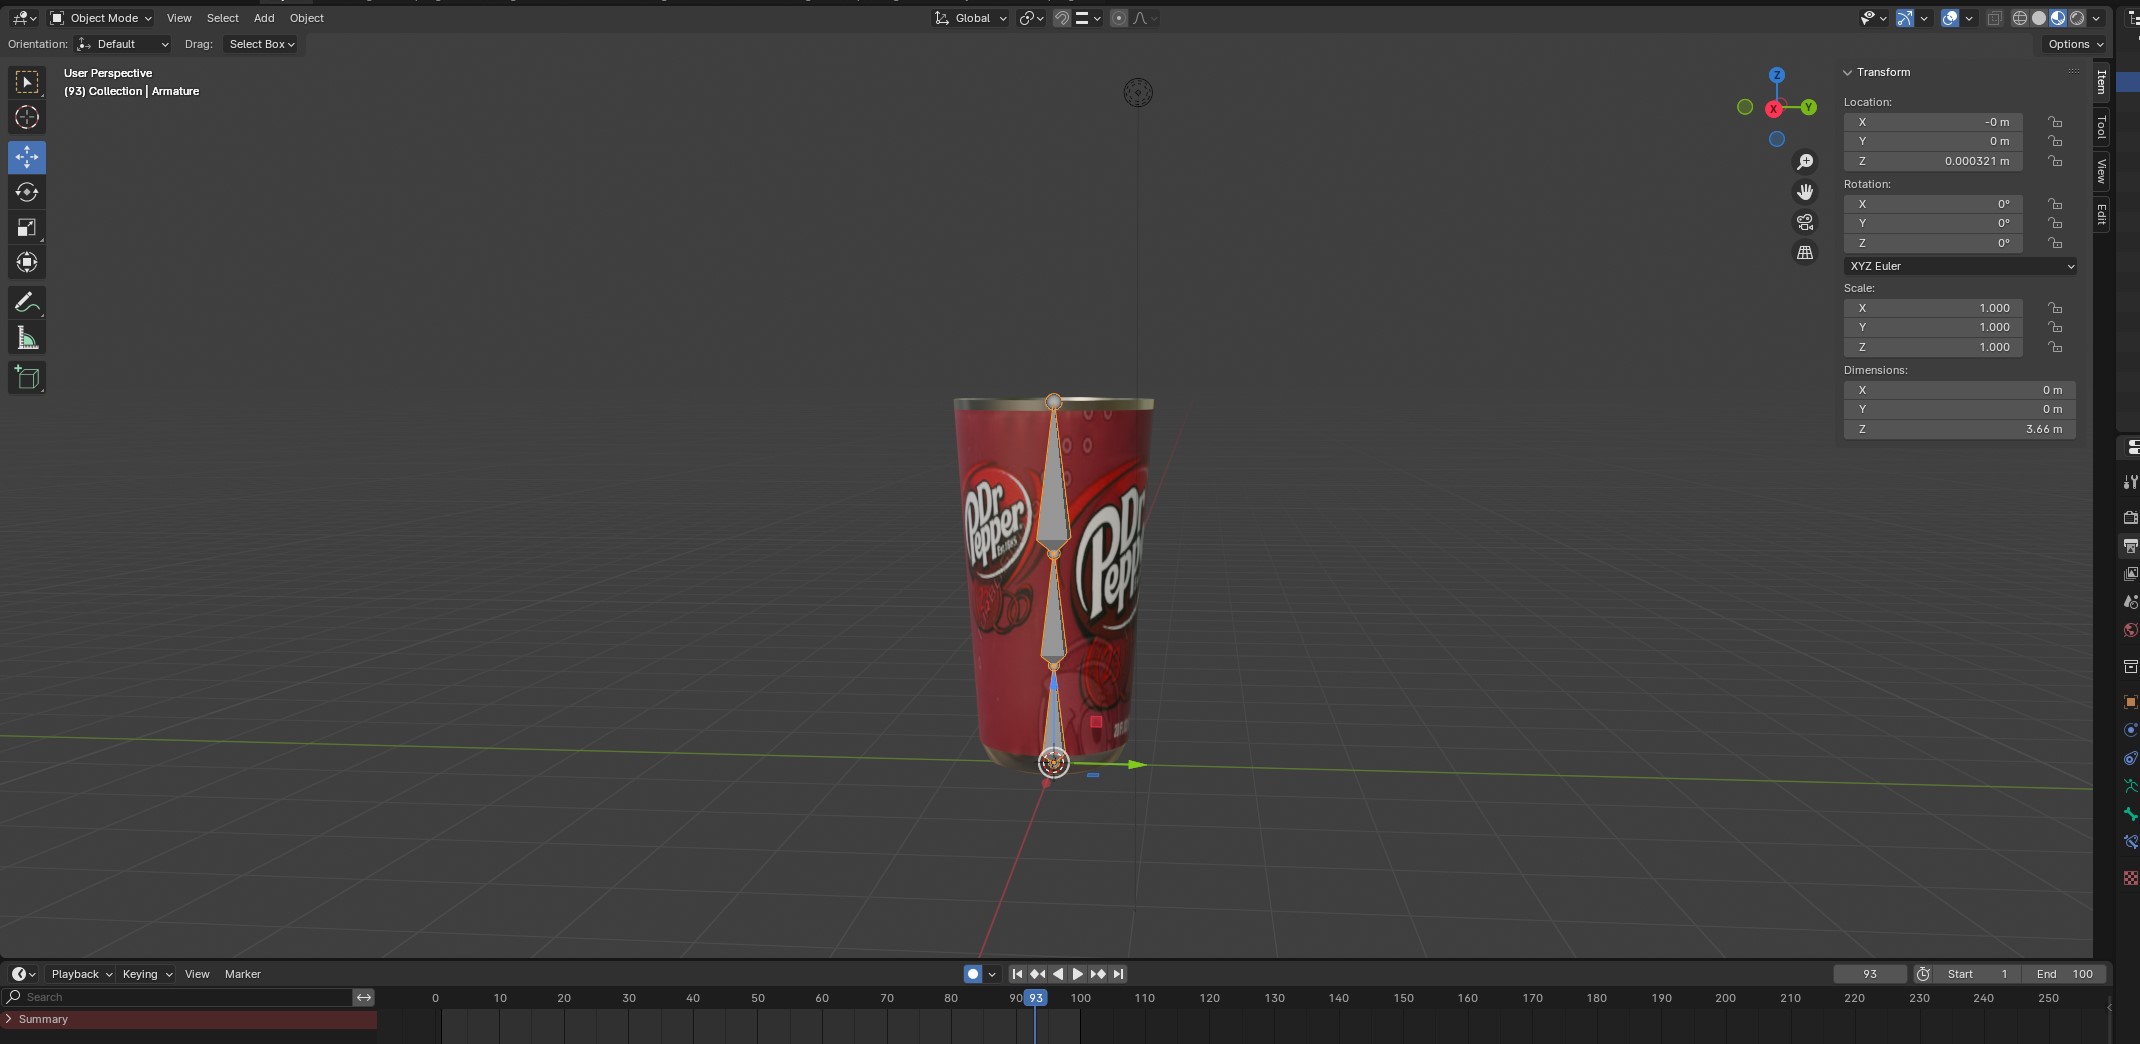 Object Mode View Select Add Object Global
Orientation: Default Drag: Select Box Options
User Perspective
(93) Collection | Armature
Z
X
Y
Transform
Location:
X -0 m
Y 0 m
Z 0.000321 m
Rotation:
X 0°
Y 0°
Z 0°
XYZ Euler
Scale:
X 1.000
Y 1.000
Z 1.000
Dimensions:
X 0 m
Y 0 m
Z 3.66 m
Item
Tool
View
Edit
Dr
Pepper
Dr
Pepp
Playback Keying View Marker 93 Start 1 End 100
Search 0 10 20 30 40 50 60 70 80 90 93 100 110 120 130 140 150 160 170 180 190 200 210 220 230 240 250
Summary